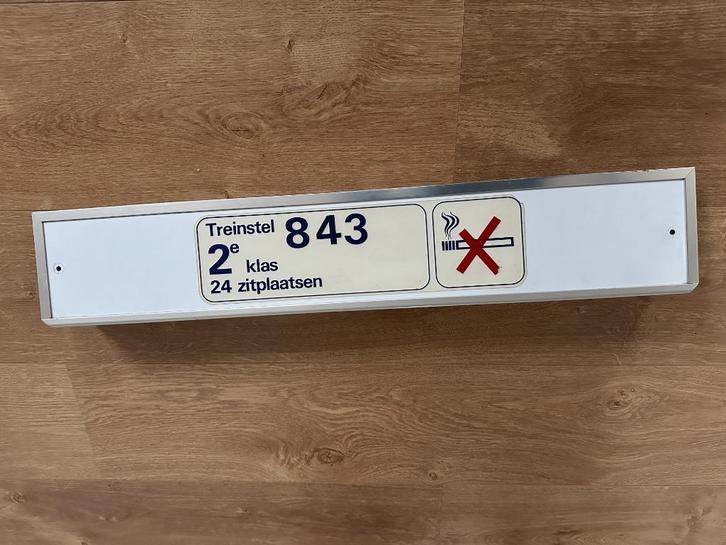 Treinstel 843
2e klas
24 zitplaatsen